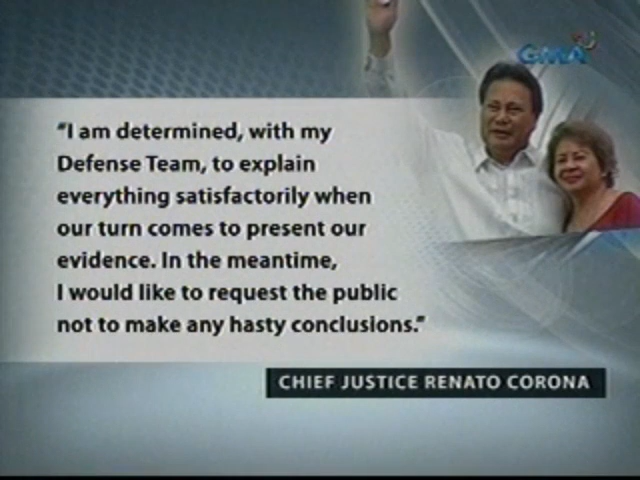 GMA
"I am determined, with my
Defense Team, to explain
everything satisfactorily when
our turn comes to present our
evidence. In the meantime,
I would like to request the public
not to make any hasty conclusions."
CHIEF JUSTICE RENATO CORONA